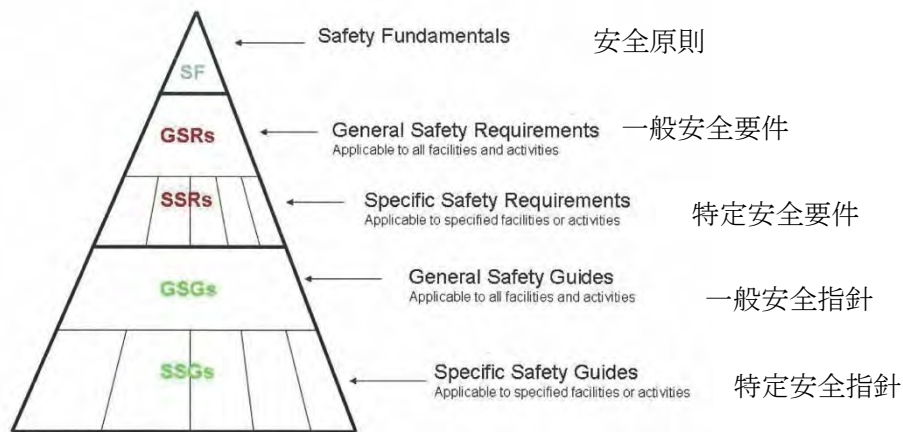 Safety Fundamentals 安全原則
SF
GSRs
General Safety Requirements 一般安全要件
Applicable to all facilities and activities
SSRs
Specific Safety Requirements 特定安全要件
Applicable to specified facilities or activities
GSGs
General Safety Guides 一般安全指針
Applicable to all facilities and activities
SSGs
Specific Safety Guides 特定安全指針
Applicable to specified facilities or activities